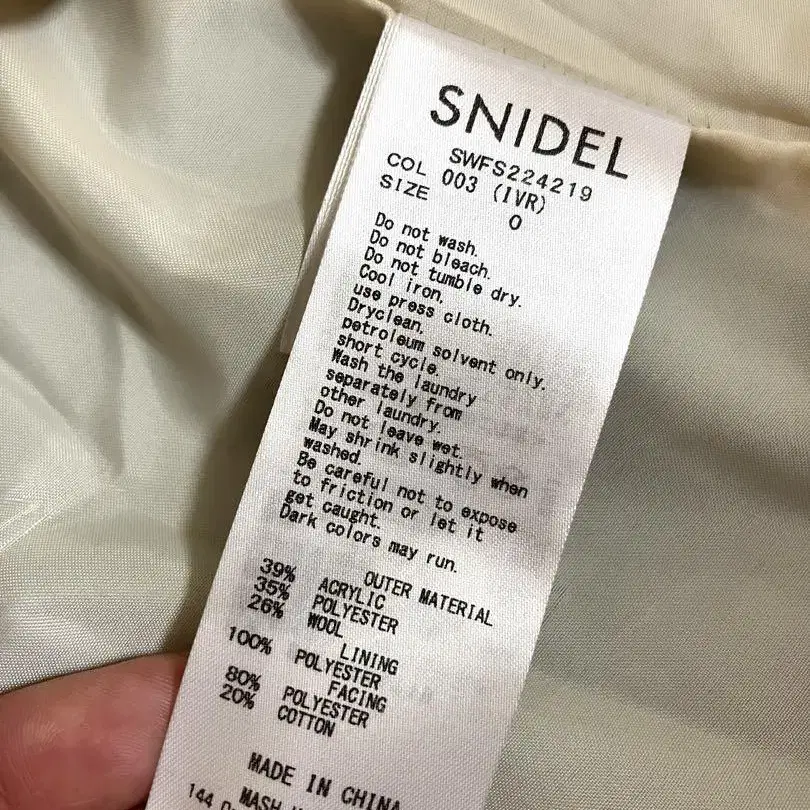 SNIDEL
SWFS224219
COL 003 (IVR)
SIZE 0
Do not wash.
Do not bleach.
Do not tumble dry.
Cool iron.
use press cloth.
Dryclean.
petroleum solvent only.
short cycle.
Wash the laundry
separately from
other laundry.
Do not leave wet.
May shrink slightly when
washed.
Be careful not to expose
to friction or let it
get caught.
Dark colors may run.
OUTER MATERIAL
39% ACRYLIC
35% POLYESTER
26% WOOL
LINING
100% POLYESTER
FACING
80% POLYESTER
20% COTTON
MADE IN CHINA
MASH
144